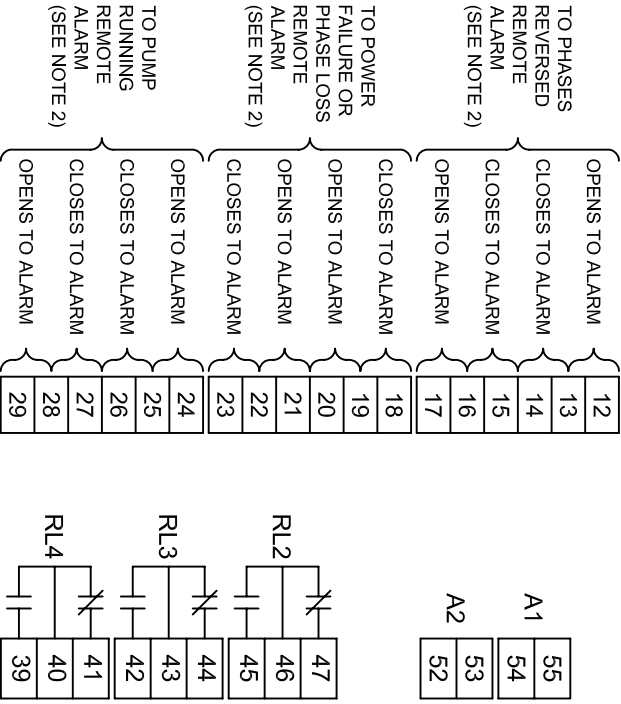 TO PHASES
REVERSED
REMOTE
ALARM
(SEE NOTE 2)
OPENS TO ALARM
CLOSES TO ALARM
CLOSES TO ALARM
OPENS TO ALARM
12
13
14
15
16
17
TO POWER
FAILURE OR
PHASE LOSS
REMOTE
ALARM
(SEE NOTE 2)
CLOSES TO ALARM
OPENS TO ALARM
OPENS TO ALARM
CLOSES TO ALARM
18
19
20
21
22
23
TO PUMP
RUNNING
REMOTE
ALARM
(SEE NOTE 2)
OPENS TO ALARM
CLOSES TO ALARM
CLOSES TO ALARM
OPENS TO ALARM
24
25
26
27
28
29
A1
55
54
A2
53
52
RL2
47
46
45
RL3
44
43
42
RL4
41
40
39